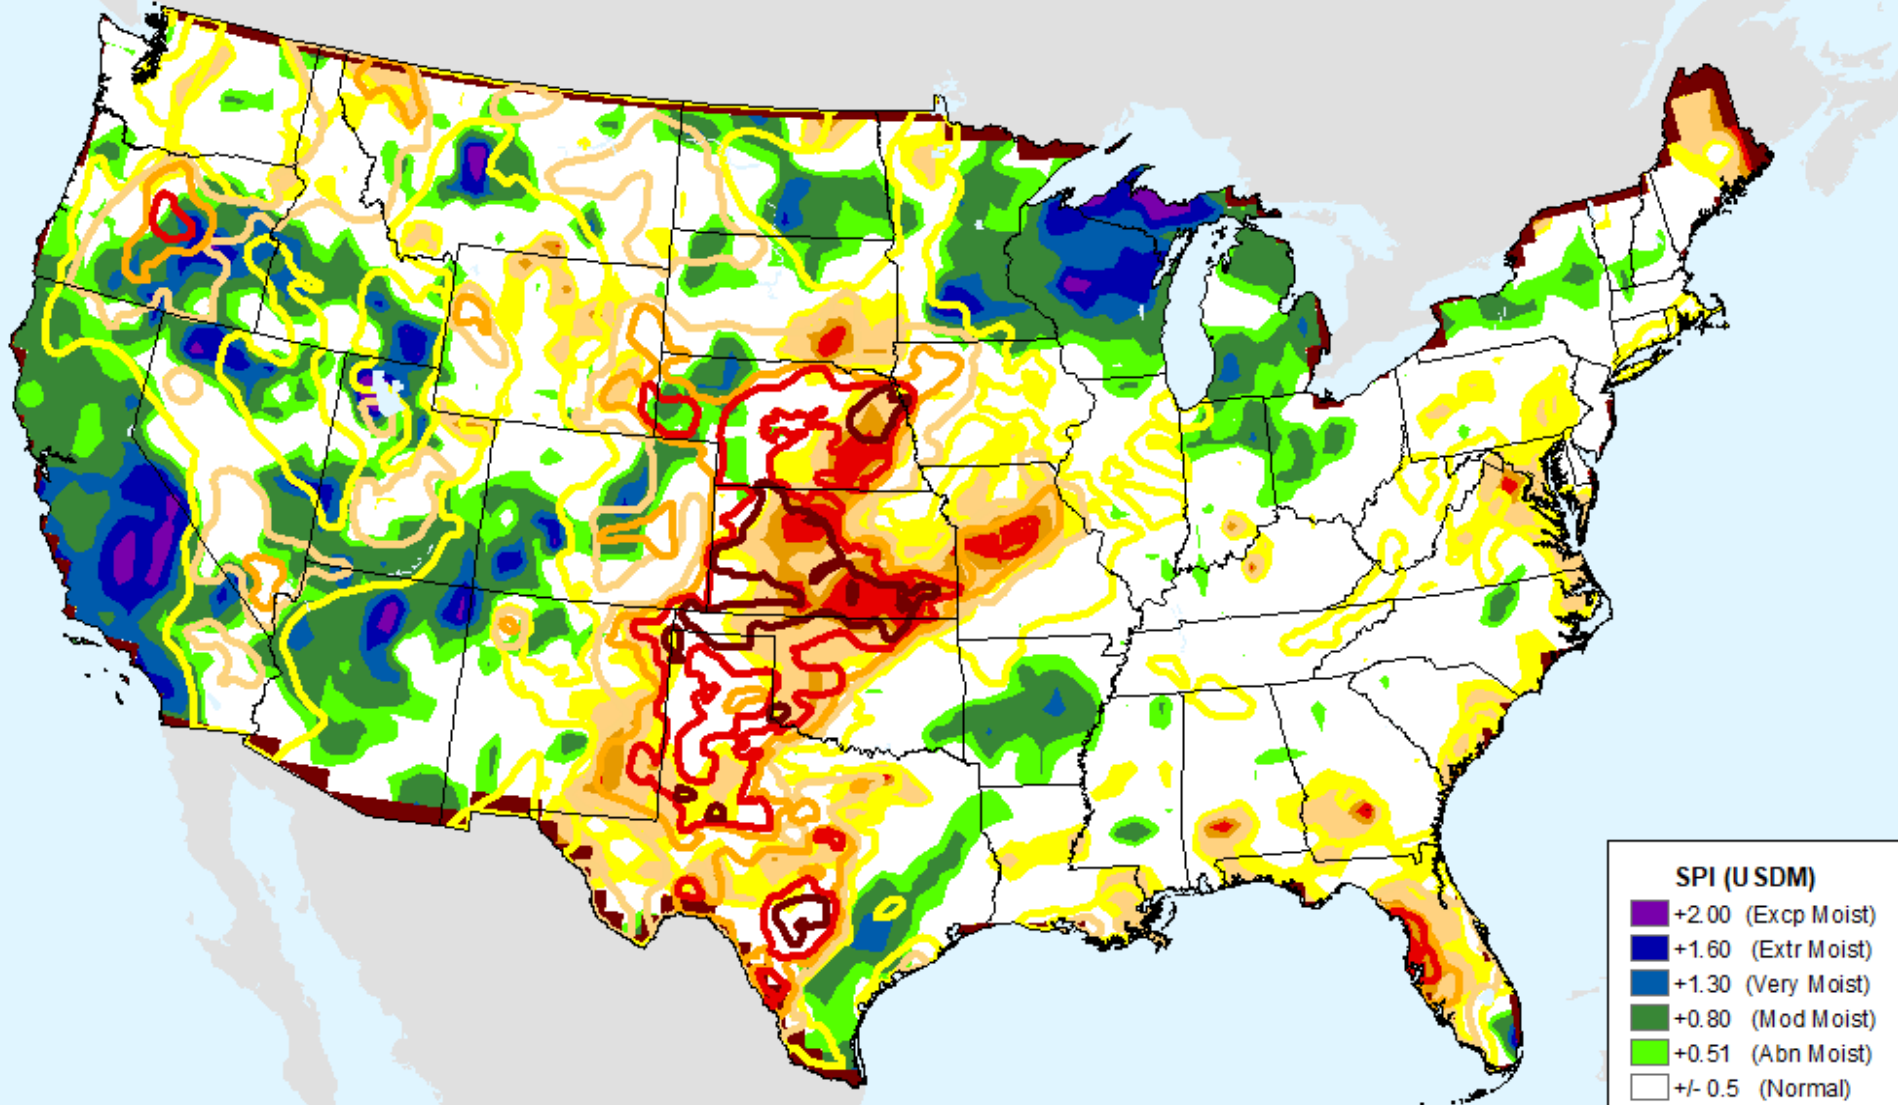 SPI (USDM)
+2.00 (Excp Moist)
+1.60 (Extr Moist)
+1.30 (Very Moist)
+0.80 (Mod Moist)
+0.51 (Abn Moist)
+/- 0.5 (Normal)